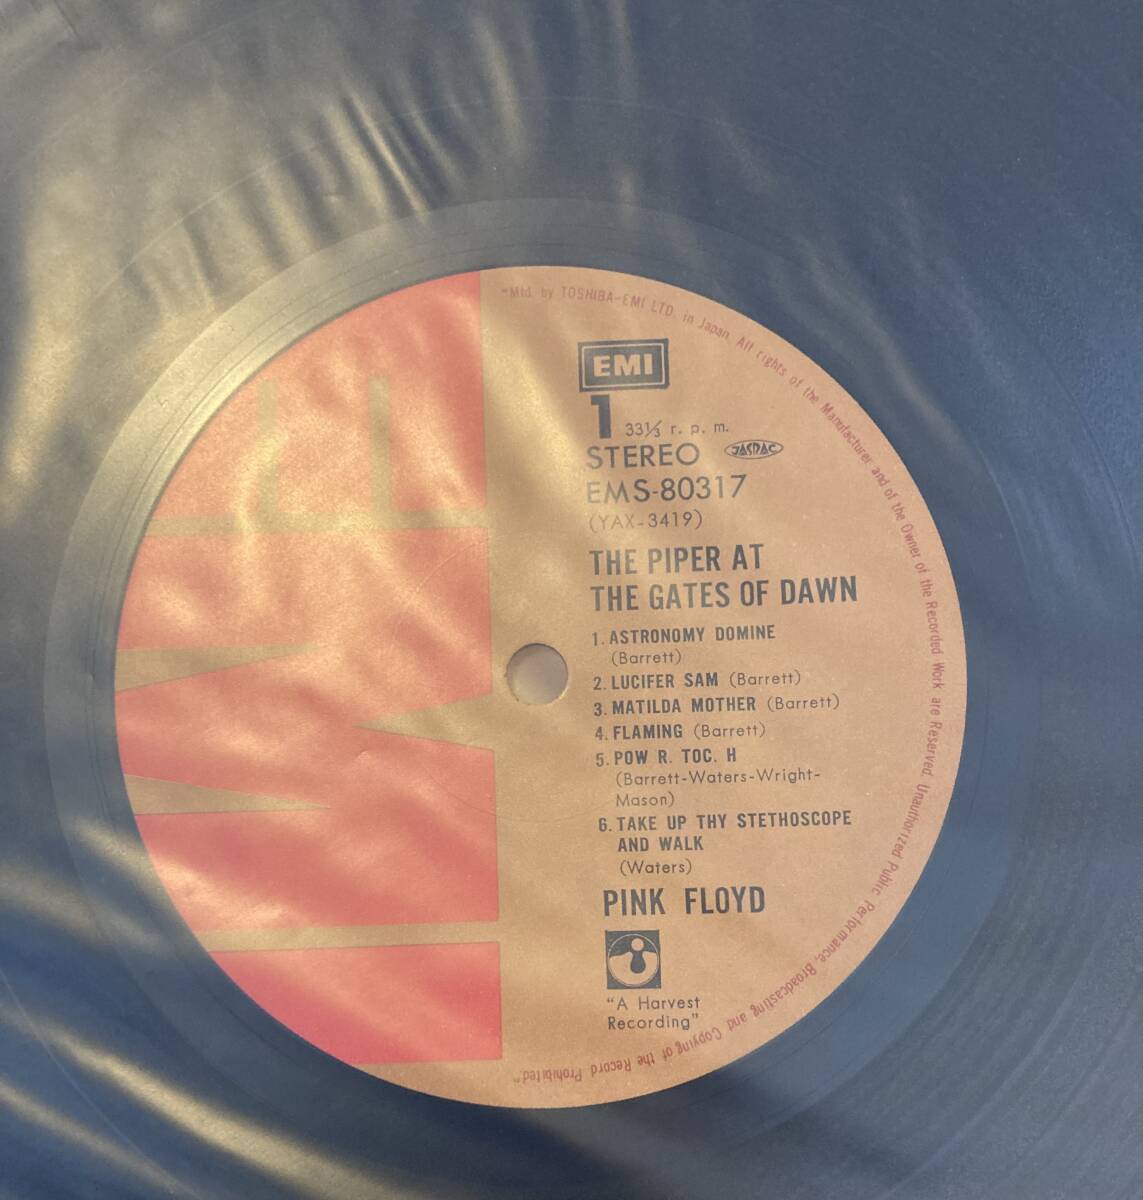 "Mfd. by TOSHIBA-EMI LTD. in Japan. All rights of the Manufacturer and of the Owner of the Recorded Work are Reserved. Unauthorized Public Performance, Broadcasting and Copying of the Record Prohibited."
EMI
EMI
1 33⅓ r. p. m.
STEREO JASRAC
EMS-80317
(YAX-3419)
THE PIPER AT
THE GATES OF DAWN
1. ASTRONOMY DOMINE
(Barrett)
2. LUCIFER SAM (Barrett)
3. MATILDA MOTHER (Barrett)
4. FLAMING (Barrett)
5. POW R. TOC. H
(Barrett-Waters-Wright-
Mason)
6. TAKE UP THY STETHOSCOPE
AND WALK
(Waters)
PINK FLOYD
"A Harvest
Recording"